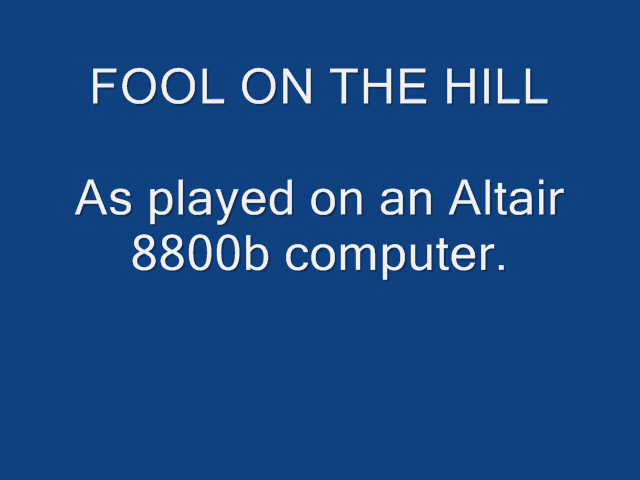 FOOL ON THE HILL
As played on an Altair
8800b computer.